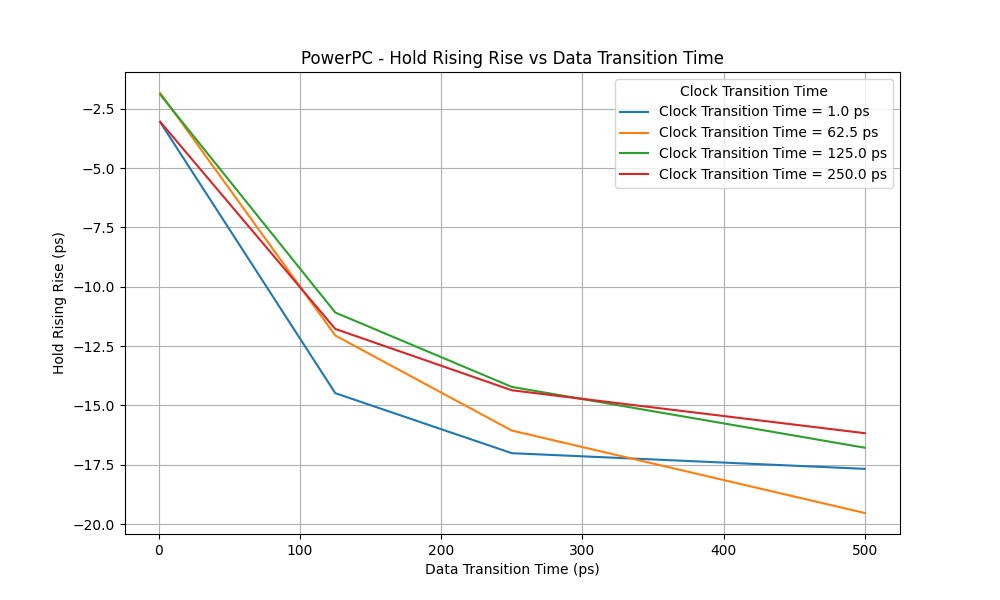 PowerPC - Hold Rising Rise vs Data Transition Time
Clock Transition Time
Clock Transition Time = 1.0 ps
Clock Transition Time = 62.5 ps
Clock Transition Time = 125.0 ps
Clock Transition Time = 250.0 ps
Hold Rising Rise (ps)
−2.5
−5.0
−7.5
−10.0
−12.5
−15.0
−17.5
−20.0
0 100 200 300 400 500
Data Transition Time (ps)